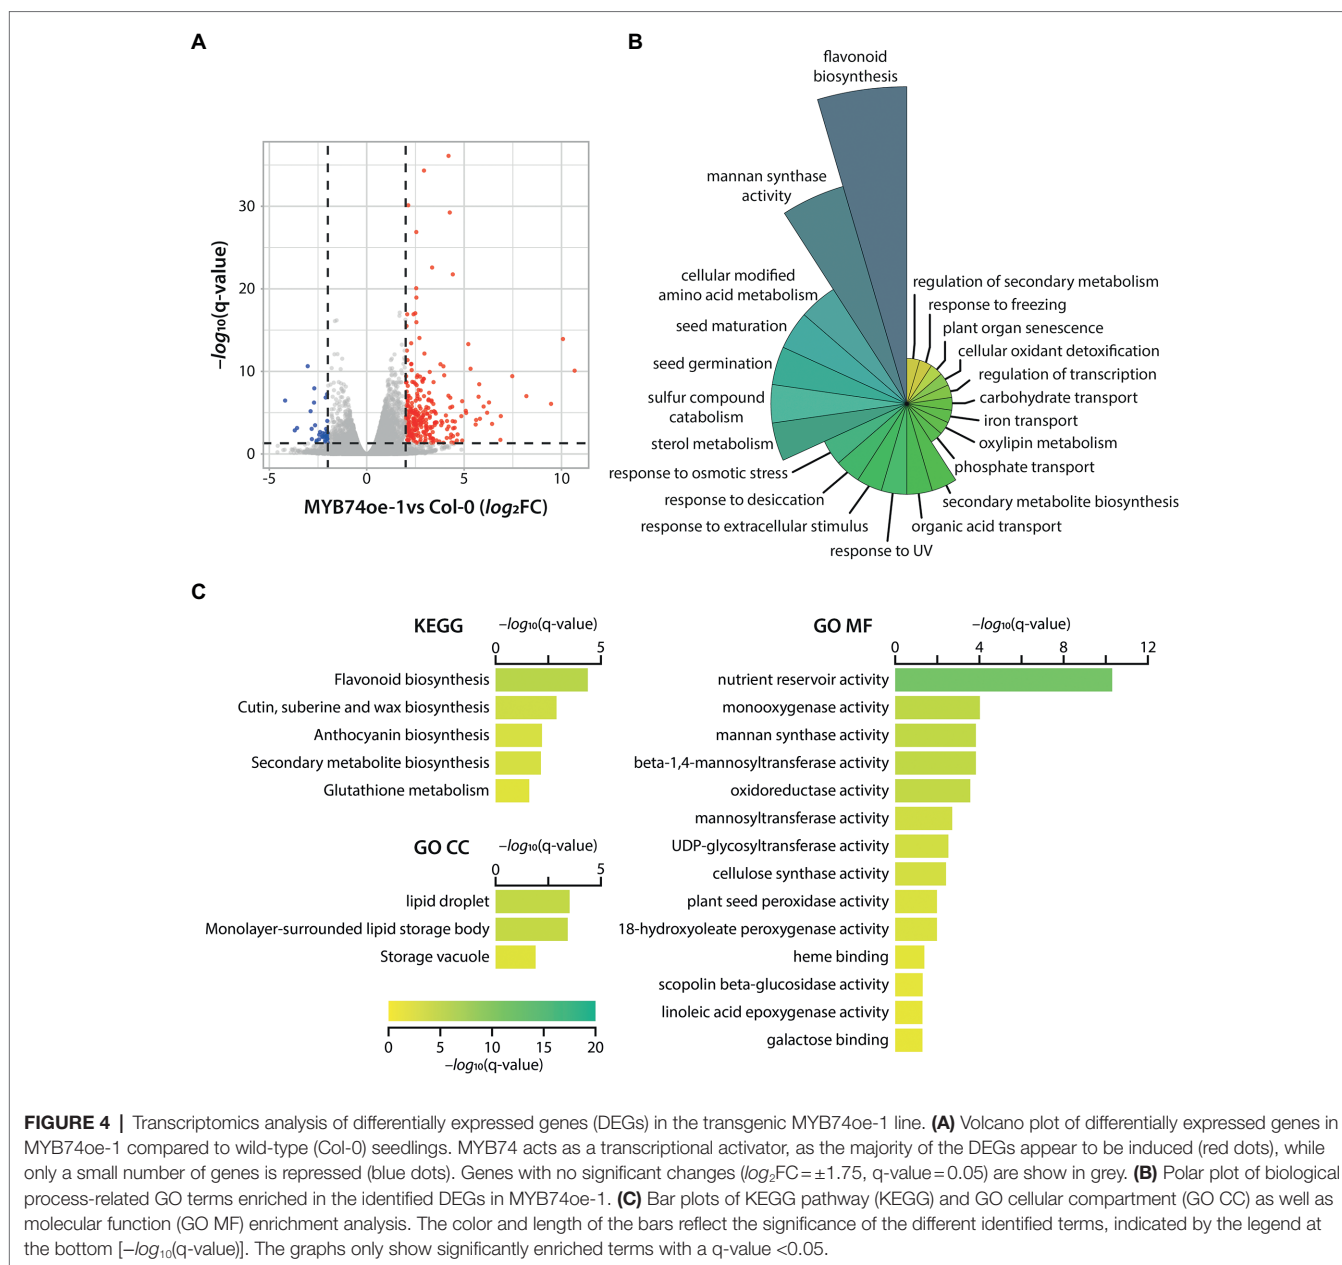 A
−log10(q-value)
30
20
10
0
-5
0
5
10
MYB74oe-1vs Col-0 (log2FC)
B
flavonoid
biosynthesis
mannan synthase
activity
cellular modified
amino acid metabolism
seed maturation
seed germination
sulfur compound
catabolism
sterol metabolism
response to osmotic stress
response to desiccation
response to extracellular stimulus
response to UV
organic acid transport
secondary metabolite biosynthesis
phosphate transport
oxylipin metabolism
iron transport
carbohydrate transport
regulation of transcription
cellular oxidant detoxification
plant organ senescence
response to freezing
regulation of secondary metabolism
C
KEGG
−log10(q-value)
0 5
Flavonoid biosynthesis
Cutin, suberine and wax biosynthesis
Anthocyanin biosynthesis
Secondary metabolite biosynthesis
Glutathione metabolism
GO CC
−log10(q-value)
0 5
lipid droplet
Monolayer-surrounded lipid storage body
Storage vacuole
0 5 10 15 20
−log10(q-value)
GO MF
−log10(q-value)
0 4 8 12
nutrient reservoir activity
monooxygenase activity
mannan synthase activity
beta-1,4-mannosyltransferase activity
oxidoreductase activity
mannosyltransferase activity
UDP-glycosyltransferase activity
cellulose synthase activity
plant seed peroxidase activity
18-hydroxyoleate peroxygenase activity
heme binding
scopolin beta-glucosidase activity
linoleic acid epoxygenase activity
galactose binding
FIGURE 4 | Transcriptomics analysis of differentially expressed genes (DEGs) in the transgenic MYB74oe-1 line. (A) Volcano plot of differentially expressed genes in
MYB74oe-1 compared to wild-type (Col-0) seedlings. MYB74 acts as a transcriptional activator, as the majority of the DEGs appear to be induced (red dots), while
only a small number of genes is repressed (blue dots). Genes with no significant changes (log2FC=±1.75, q-value=0.05) are show in grey. (B) Polar plot of biological
process-related GO terms enriched in the identified DEGs in MYB74oe-1. (C) Bar plots of KEGG pathway (KEGG) and GO cellular compartment (GO CC) as well as
molecular function (GO MF) enrichment analysis. The color and length of the bars reflect the significance of the different identified terms, indicated by the legend at
the bottom [−log10(q-value)]. The graphs only show significantly enriched terms with a q-value <0.05.